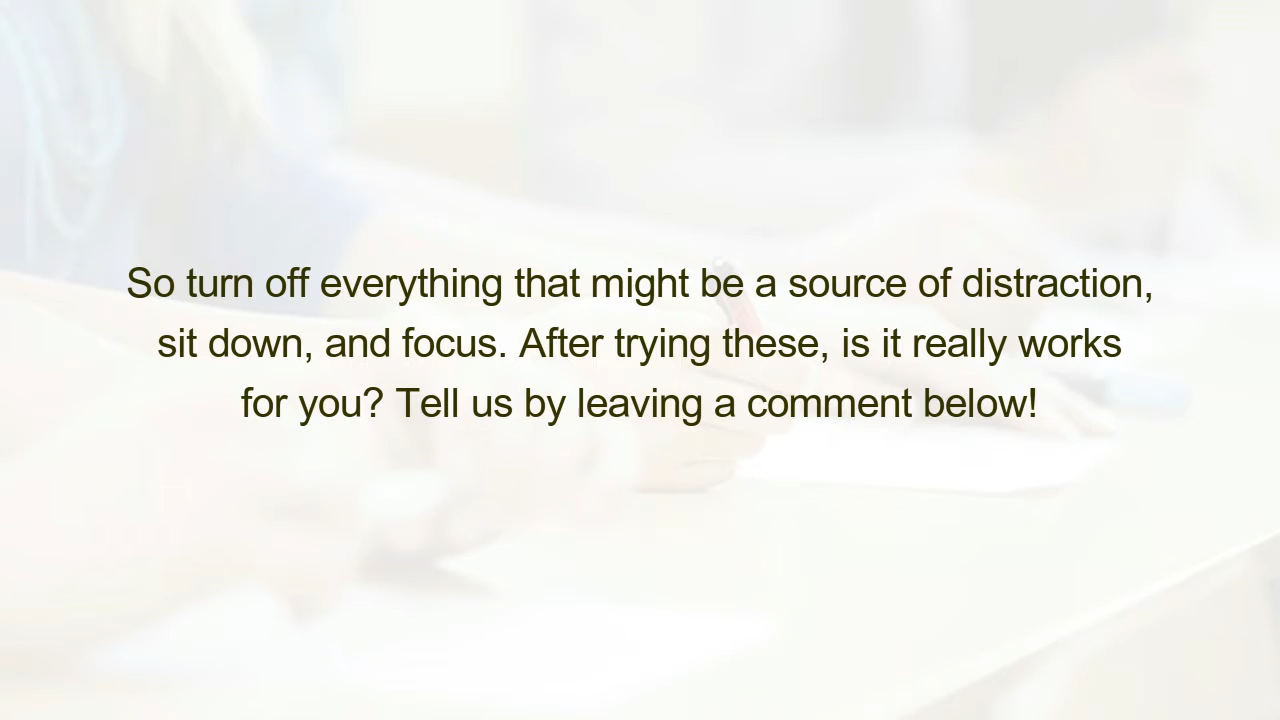 So turn off everything that might be a source of distraction,
sit down, and focus. After trying these, is it really works
for you? Tell us by leaving a comment below!